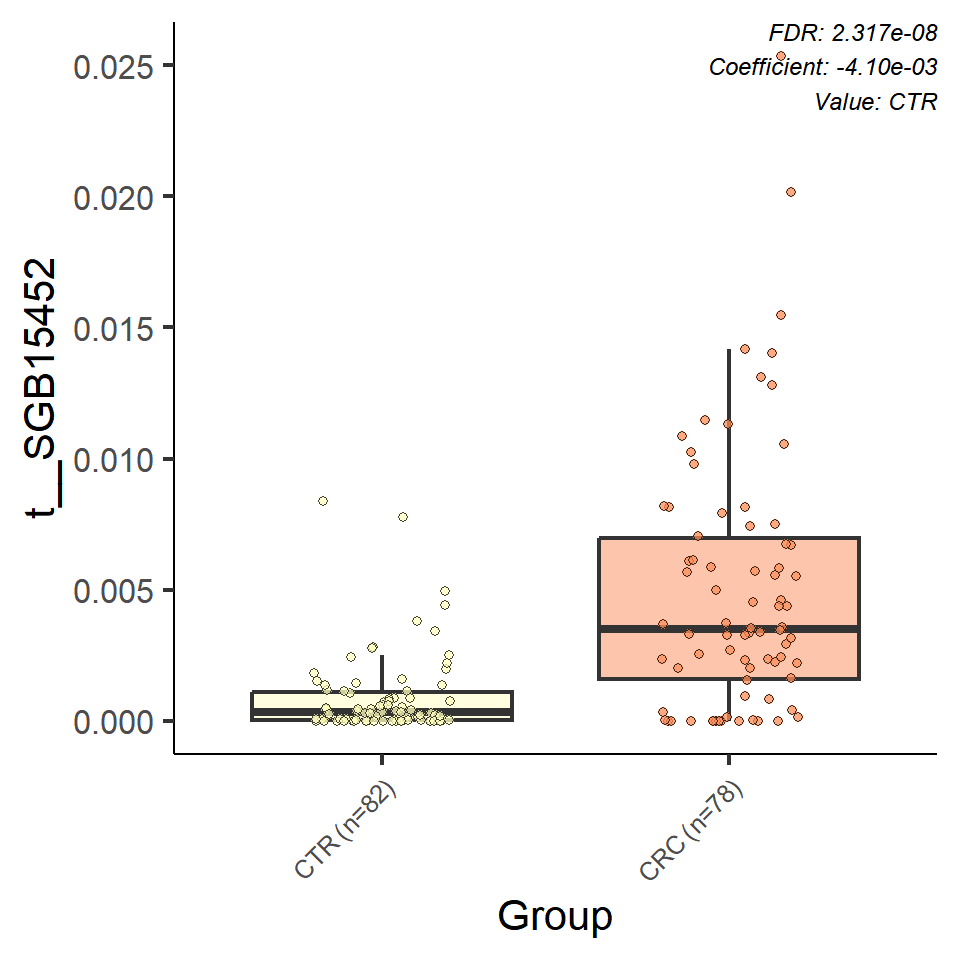 FDR: 2.317e-08
Coefficient: -4.10e-03
Value: CTR
t__SGB15452
0.025
0.020
0.015
0.010
0.005
0.000
CTR (n=82)
CRC (n=78)
Group